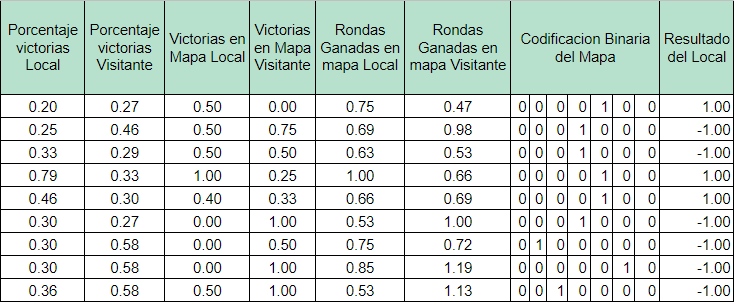 Porcentaje victorias Local | Porcentaje victorias Visitante | Victorias en Mapa Local | Victorias en Mapa Visitante | Rondas Ganadas en mapa Local | Rondas Ganadas en mapa Visitante | Codificacion Binaria del Mapa | Resultado del Local
0.20 0.27 0.50 0.00 0.75 0.47 0 0 0 0 1 0 0 1.00
0.25 0.46 0.50 0.75 0.69 0.98 0 0 0 1 0 0 0 -1.00
0.33 0.29 0.50 0.50 0.63 0.53 0 0 0 1 0 0 0 -1.00
0.79 0.33 1.00 0.25 1.00 0.66 0 0 0 0 1 0 0 1.00
0.46 0.30 0.40 0.33 0.66 0.69 0 0 0 0 1 0 0 1.00
0.30 0.27 0.00 1.00 0.53 1.00 0 0 0 1 0 0 0 -1.00
0.30 0.58 0.00 0.50 0.75 0.72 0 1 0 0 0 0 0 -1.00
0.30 0.58 0.00 1.00 0.85 1.19 0 0 0 0 0 1 0 -1.00
0.36 0.58 0.50 1.00 0.53 1.13 0 0 1 0 0 0 0 -1.00